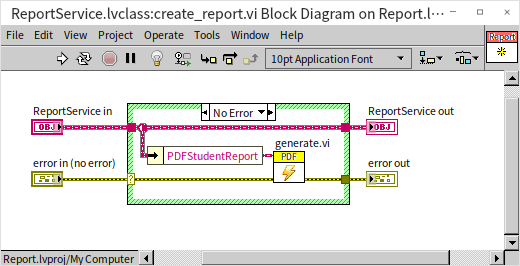 ReportService.lvclass:create_report.vi Block Diagram on Report.l...
File Edit View Project Operate Tools Window Help
Report
10pt Application Font
ReportService in
No Error
ReportService out
OBJ
OBJ
generate.vi
PDFStudentReport
PDF
error in (no error)
error out
?
Report.lvproj/My Computer